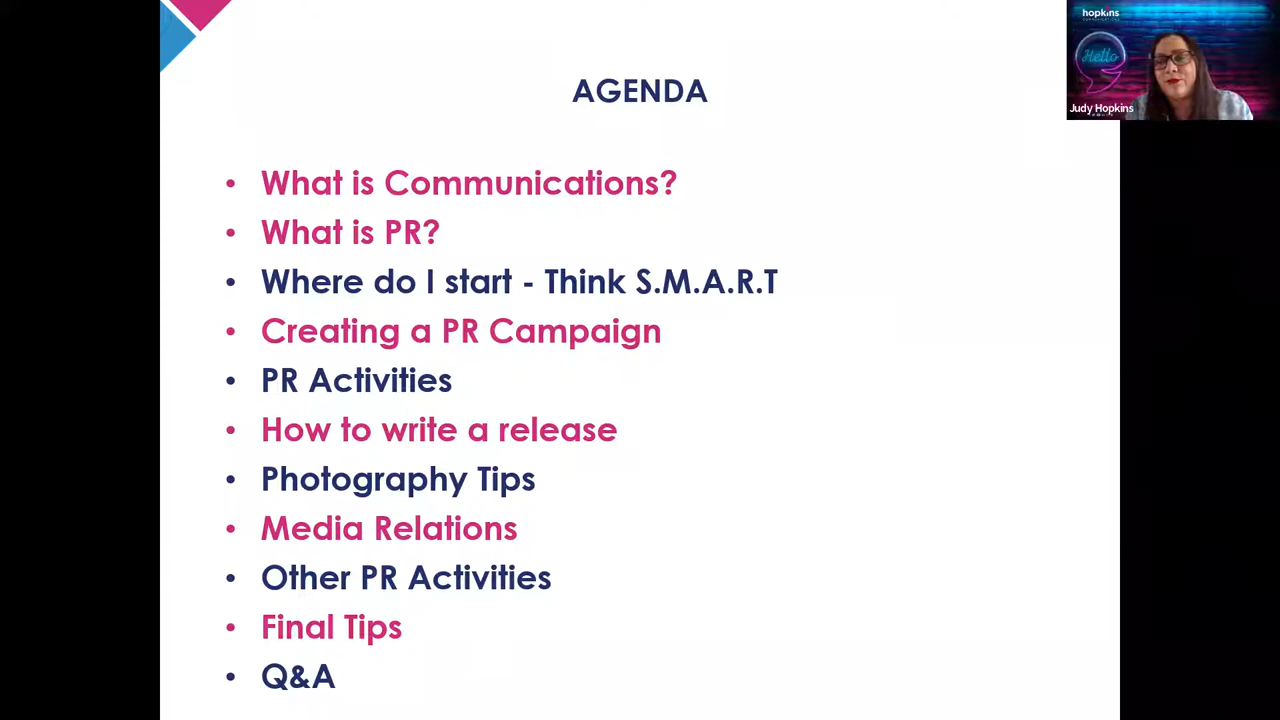 AGENDA
• What is Communications?
• What is PR?
• Where do I start - Think S.M.A.R.T
• Creating a PR Campaign
• PR Activities
• How to write a release
• Photography Tips
• Media Relations
• Other PR Activities
• Final Tips
• Q&A
hopkins
COMMUNICATIONS
Hello
Judy Hopkins